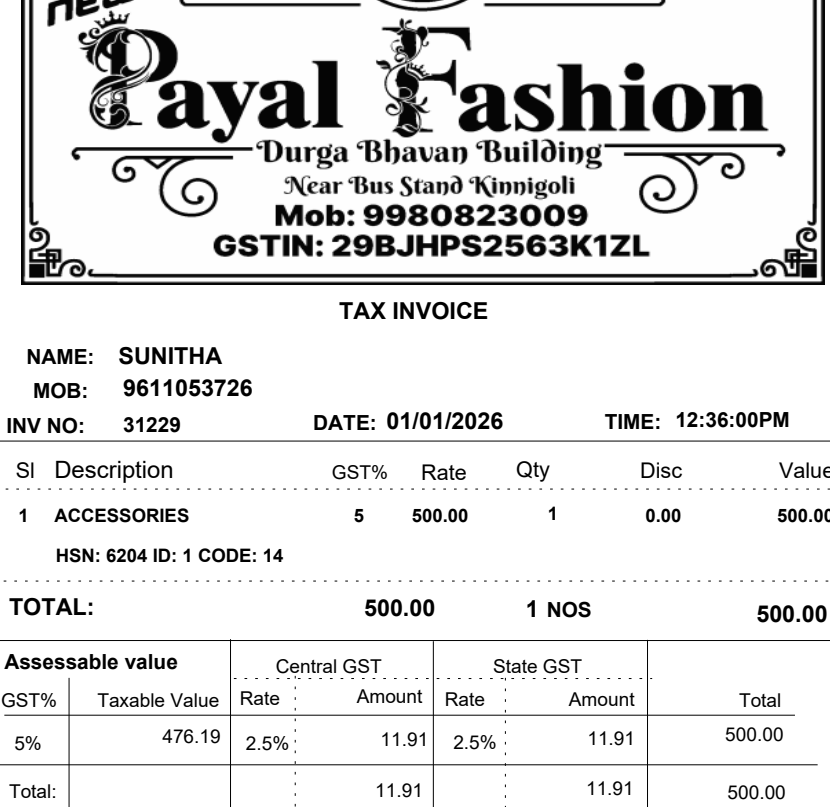 new
Payal Fashion
Durga Bhavan Building
Near Bus Stand Kinnigoli
Mob: 9980823009
GSTIN: 29BJHPS2563K1ZL
TAX INVOICE
NAME: SUNITHA
MOB: 9611053726
INV NO: 31229 DATE: 01/01/2026 TIME: 12:36:00PM
Sl Description GST% Rate Qty Disc Value
1 ACCESSORIES 5 500.00 1 0.00 500.00
HSN: 6204 ID: 1 CODE: 14
TOTAL: 500.00 1 NOS 500.00
Assessable value Central GST State GST
GST% Taxable Value Rate Amount Rate Amount Total
5% 476.19 2.5% 11.91 2.5% 11.91 500.00
Total: 11.91 11.91 500.00